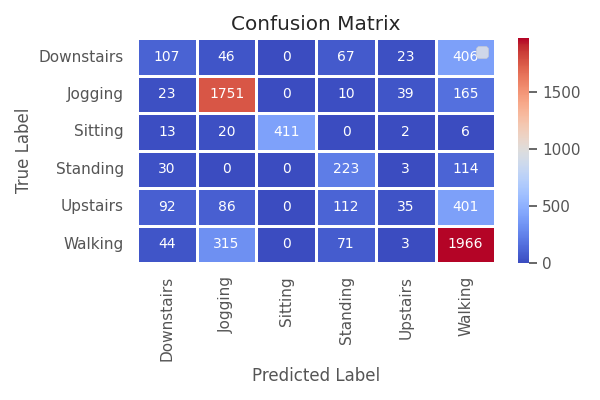 Confusion Matrix
True Label
Downstairs 107 46 0 67 23 406
Jogging 23 1751 0 10 39 165
Sitting 13 20 411 0 2 6
Standing 30 0 0 223 3 114
Upstairs 92 86 0 112 35 401
Walking 44 315 0 71 3 1966
Downstairs Jogging Sitting Standing Upstairs Walking
Predicted Label
1500
1000
500
0